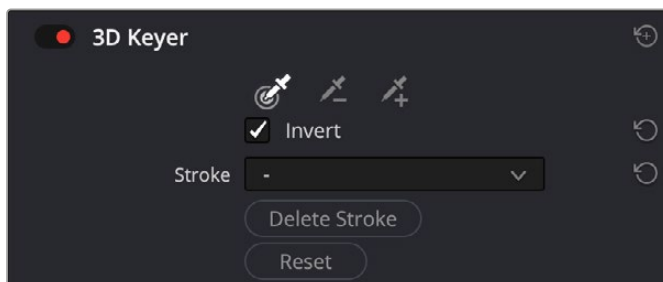 3D Keyer
Invert
Stroke -
Delete Stroke
Reset